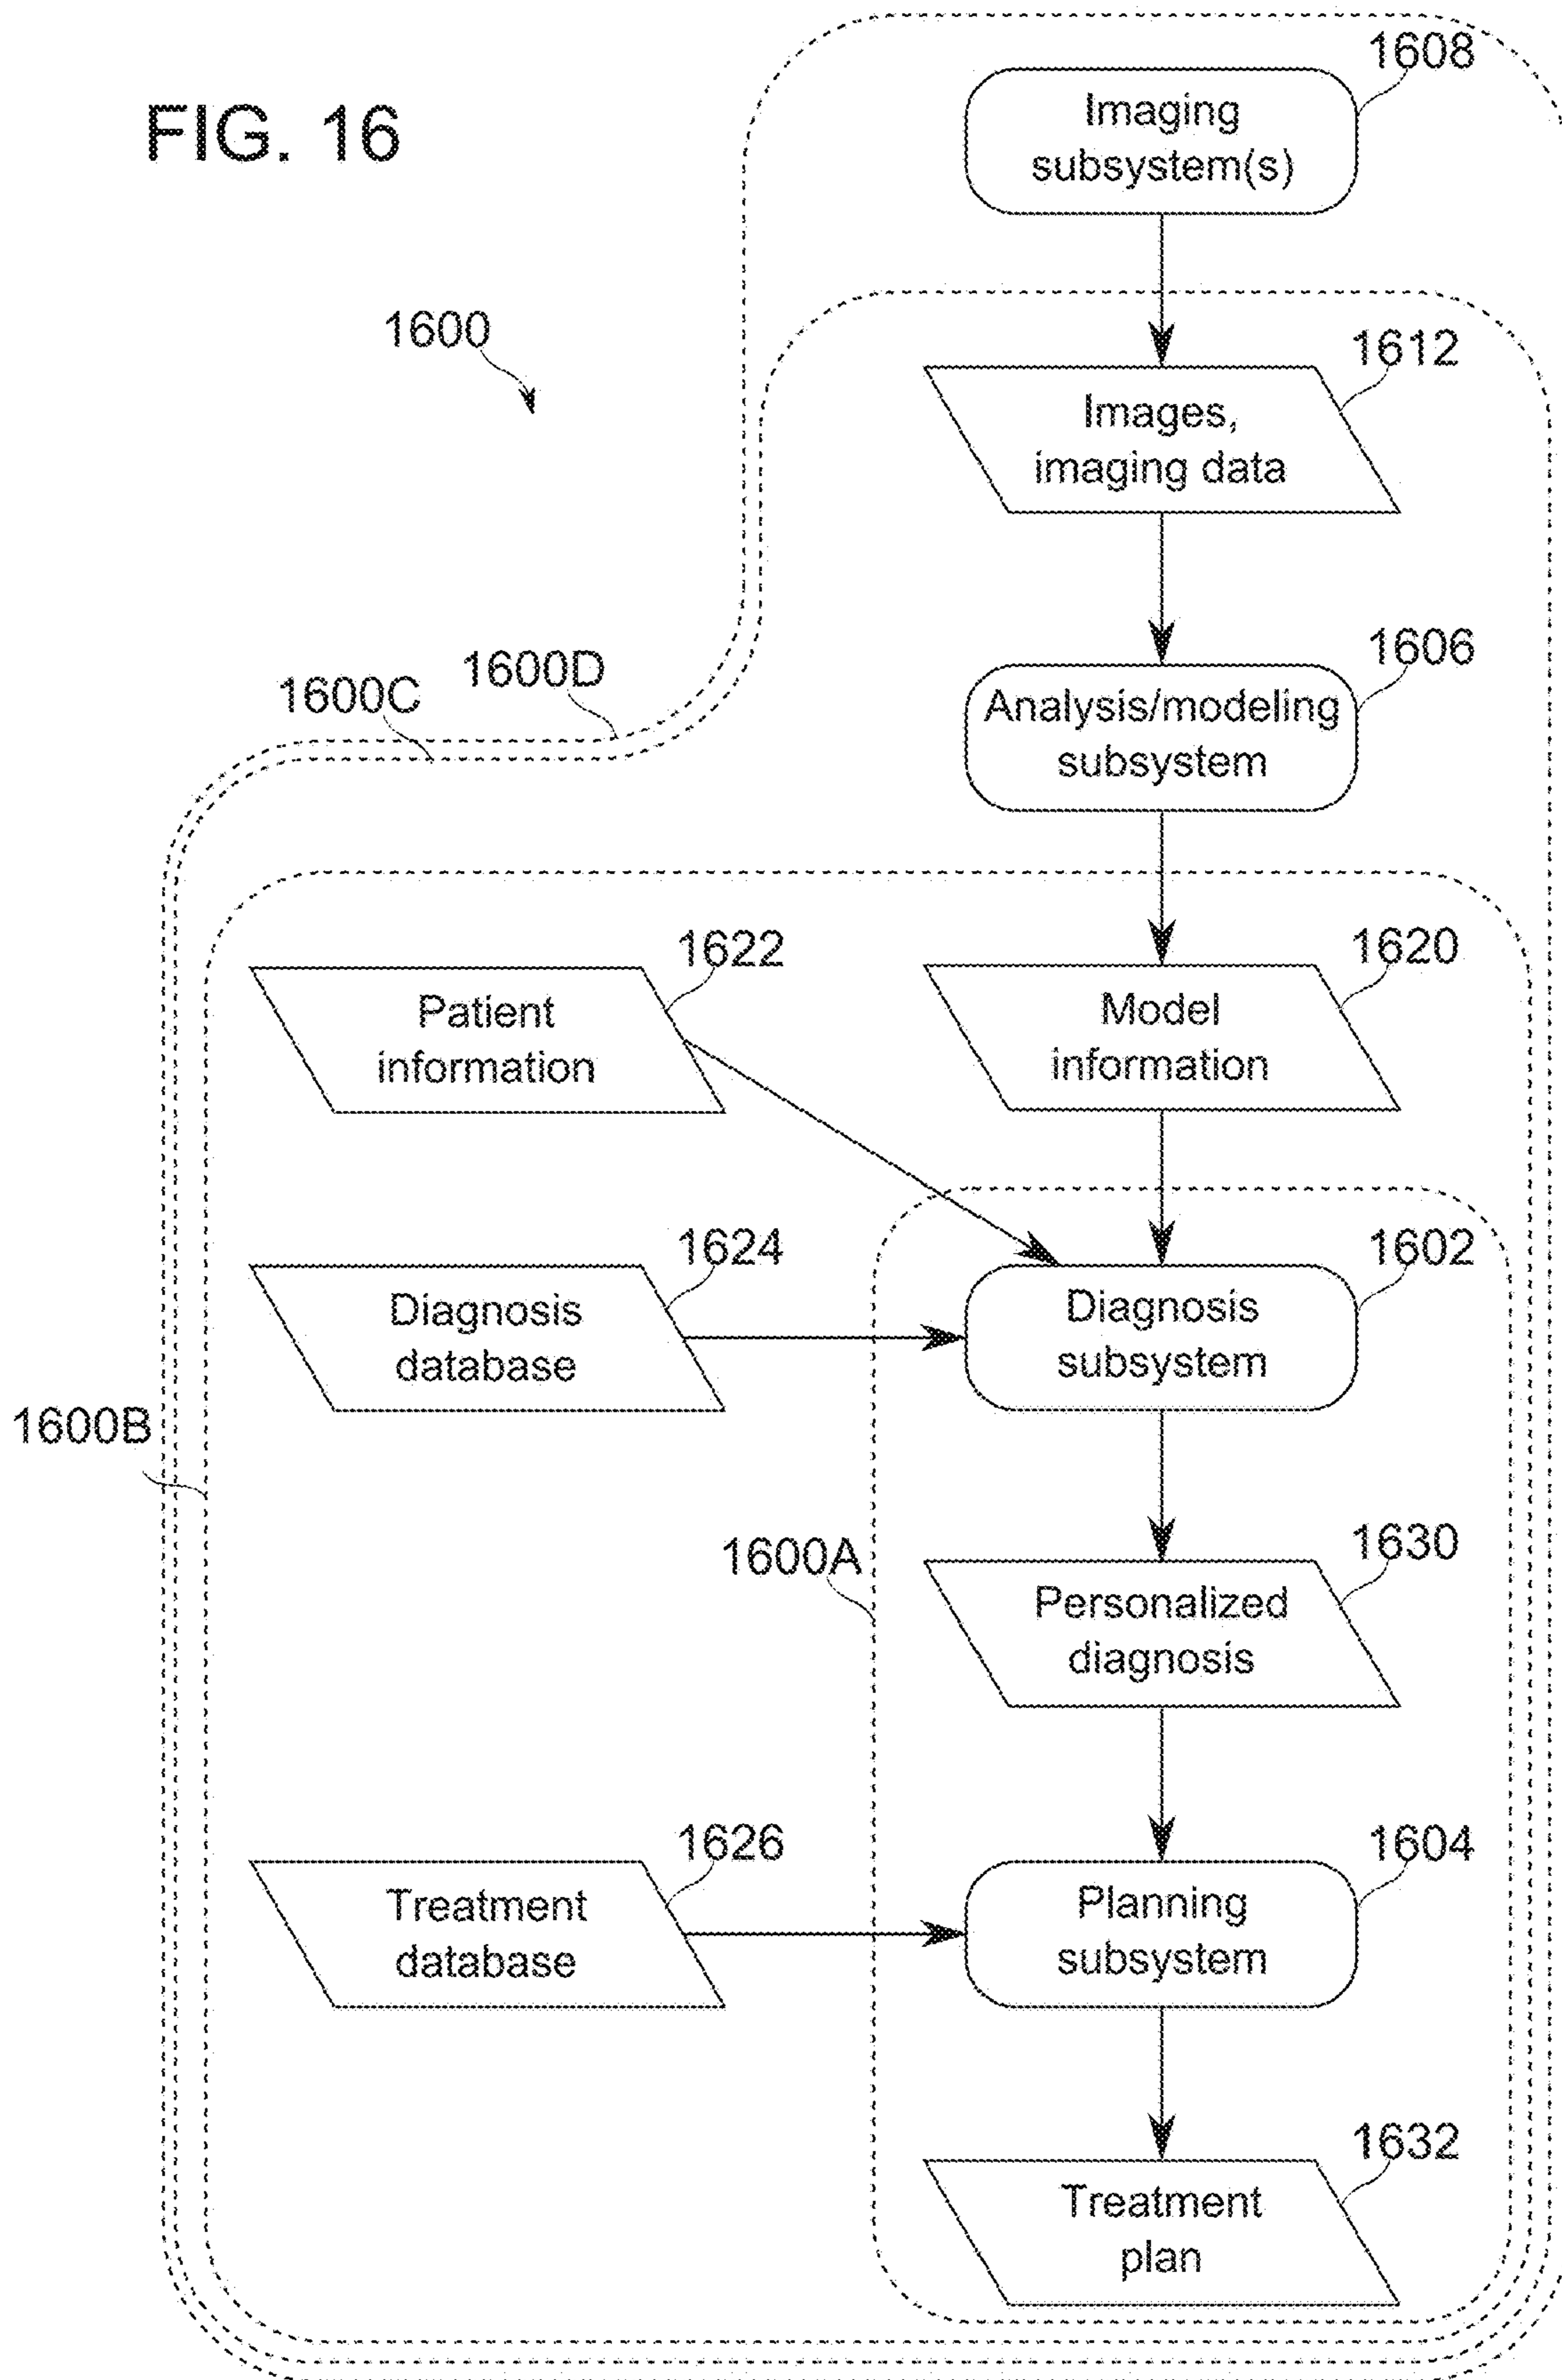 FIG. 16
1608
Imaging
subsystem(s)
1600
1612
Images,
imaging data
1606
Analysis/modeling
subsystem
1600D
1600C
1622
Patient
information
1620
Model
information
1624
Diagnosis
database
1602
Diagnosis
subsystem
1600B
1600A
1630
Personalized
diagnosis
1626
Treatment
database
1604
Planning
subsystem
1632
Treatment
plan